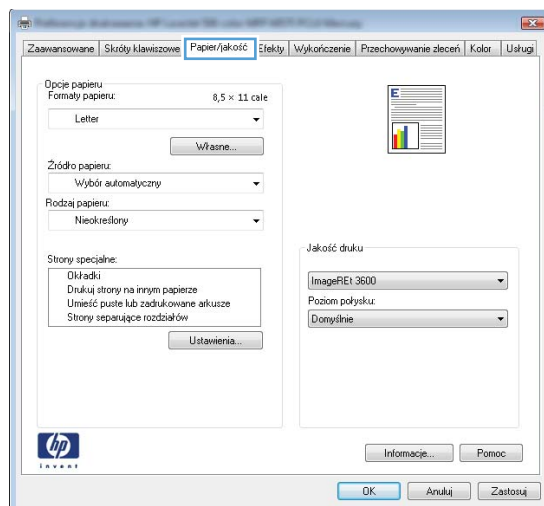 Zaawansowane Skróty klawiszowe Papier/jakość Efekty Wykończenie Przechowywanie zleceń Kolor Usługi
Opcje papieru
Formaty papieru: 8,5 × 11 cale
Letter
Własne...
Źródło papieru:
Wybór automatyczny
Rodzaj papieru:
Nieokreślony
Strony specjalne:
Okładki
Drukuj strony na innym papierze
Umieść puste lub zadrukowane arkusze
Strony separujące rozdziałów
Ustawienia...
E
Jakość druku
ImageREt 3600
Poziom połysku:
Domyślnie
hp
invent
Informacje... Pomoc
OK Anuluj Zastosuj